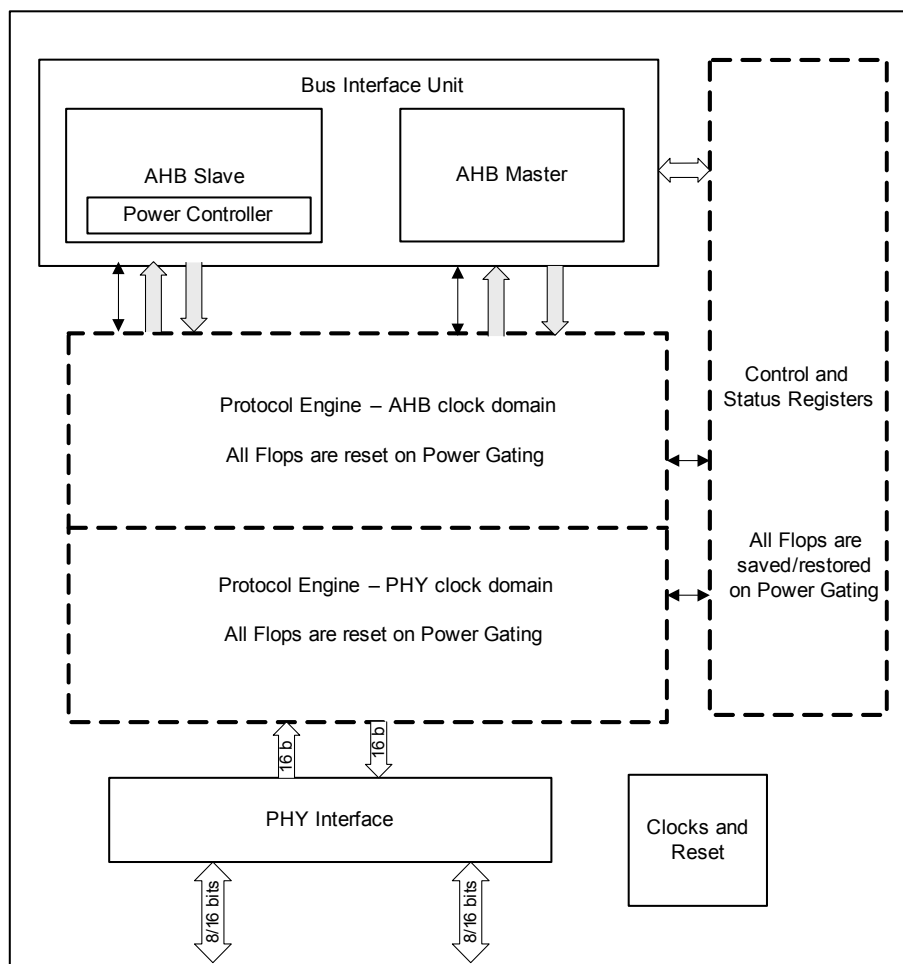 Bus Interface Unit
AHB Slave
Power Controller
AHB Master
Control and
Status Registers
All Flops are
saved/restored
on Power Gating
Protocol Engine – AHB clock domain
All Flops are reset on Power Gating
Protocol Engine – PHY clock domain
All Flops are reset on Power Gating
16 b
16 b
PHY Interface
Clocks and
Reset
8/16 bits
8/16 bits